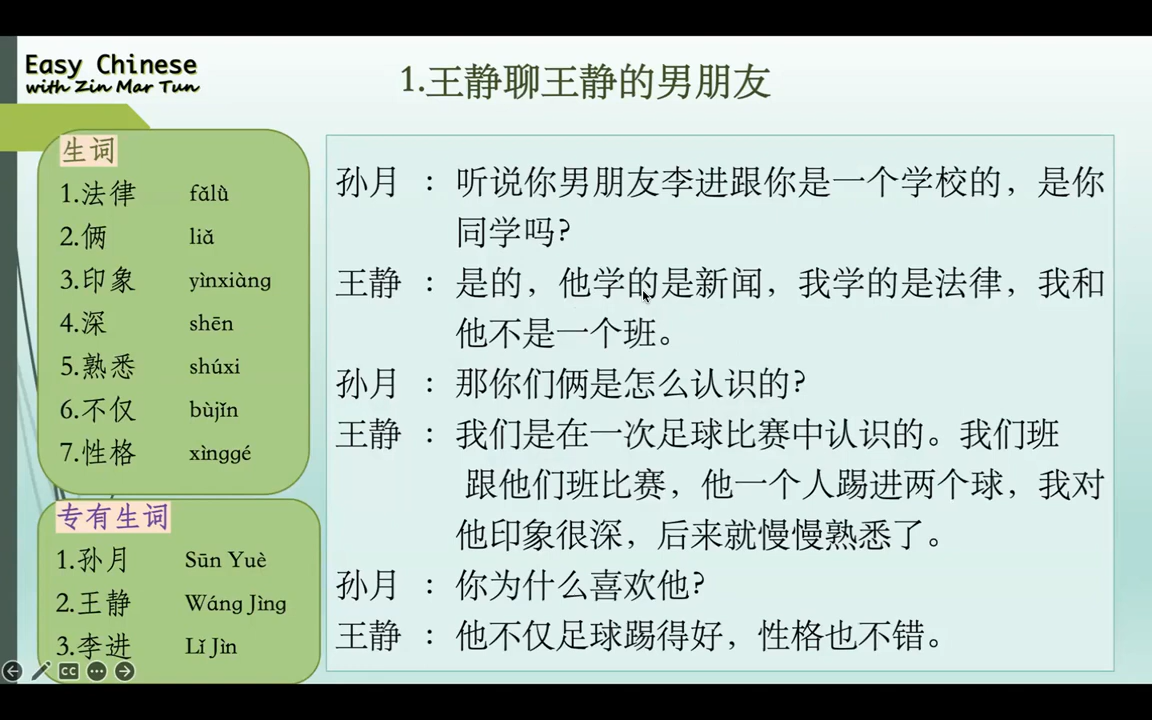 Easy Chinese
with Zin Mar Tun
1.王静聊王静的男朋友
生词
1.法律 fǎlǜ
2.俩 liǎ
3.印象 yìnxiàng
4.深 shēn
5.熟悉 shúxi
6.不仅 bùjǐn
7.性格 xìnggé
专有生词
1.孙月 Sūn Yuè
2.王静 Wáng Jìng
3.李进 Lǐ Jìn
孙月 : 听说你男朋友李进跟你是一个学校的，是你
同学吗?
王静 : 是的，他学的是新闻，我学的是法律，我和
他不是一个班。
孙月 : 那你们俩是怎么认识的?
王静 : 我们是在一次足球比赛中认识的。我们班
跟他们班比赛，他一个人踢进两个球，我对
他印象很深，后来就慢慢熟悉了。
孙月 : 你为什么喜欢他?
王静 : 他不仅足球踢得好，性格也不错。
CC